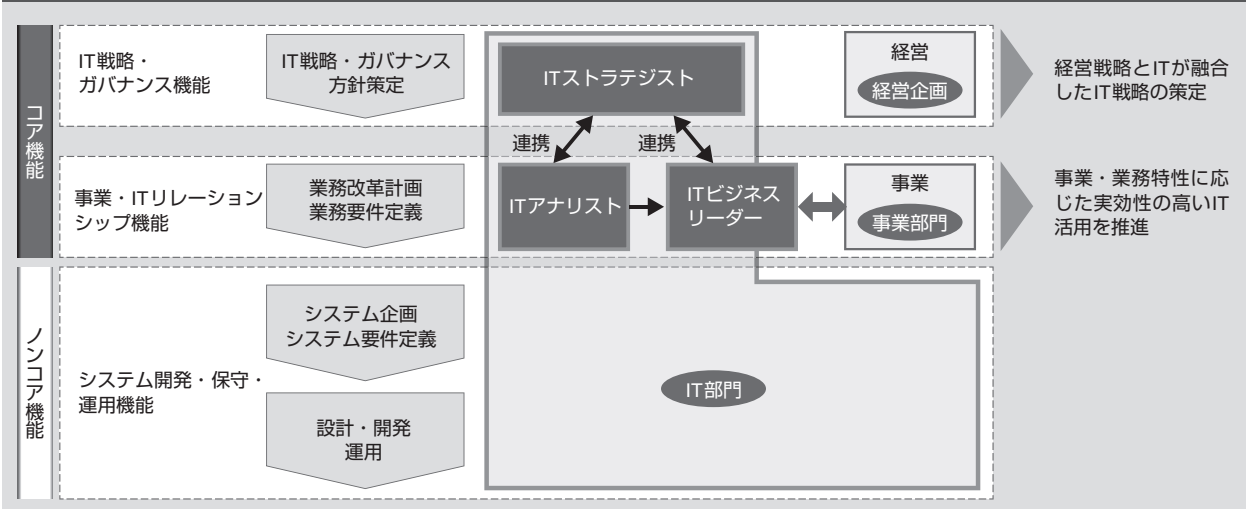 コア機能
IT戦略・
ガバナンス機能
IT戦略・ガバナンス
方針策定
ITストラテジスト
経営
経営企画
経営戦略とITが融合
したIT戦略の策定
連携
連携
事業・ITリレーション
シップ機能
業務改革計画
業務要件定義
ITアナリスト
ITビジネス
リーダー
事業
事業部門
事業・業務特性に応
じた実効性の高いIT
活用を推進
ノンコア機能
システム開発・保守・
運用機能
システム企画
システム要件定義
設計・開発
運用
IT部門